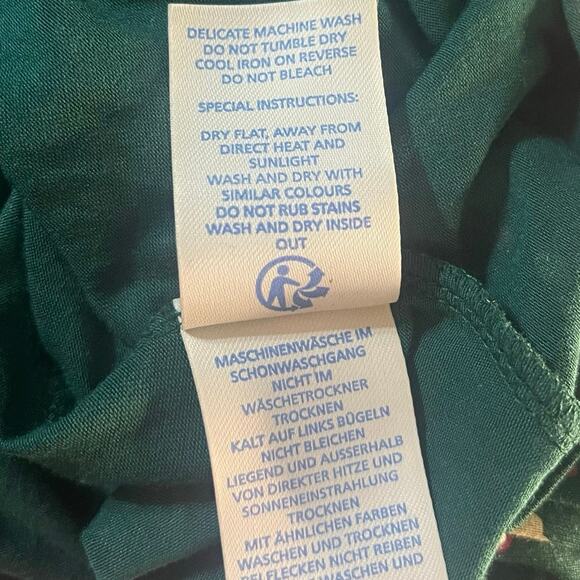 DELICATE MACHINE WASH
DO NOT TUMBLE DRY
COOL IRON ON REVERSE
DO NOT BLEACH
SPECIAL INSTRUCTIONS:
DRY FLAT, AWAY FROM
DIRECT HEAT AND
SUNLIGHT
WASH AND DRY WITH
SIMILAR COLOURS
DO NOT RUB STAINS
WASH AND DRY INSIDE
OUT
MASCHINENWÄSCHE IM
SCHONWASCHGANG
NICHT IM
WÄSCHETROCKNER
TROCKNEN
KALT AUF LINKS BÜGELN
NICHT BLEICHEN
LIEGEND UND AUSSERHALB
VON DIREKTER HITZE UND
SONNENEINSTRAHLUNG
TROCKNEN
MIT ÄHNLICHEN FARBEN
WASCHEN UND TROCKNEN
FLECKEN NICHT REIBEN
WASCHEN UND